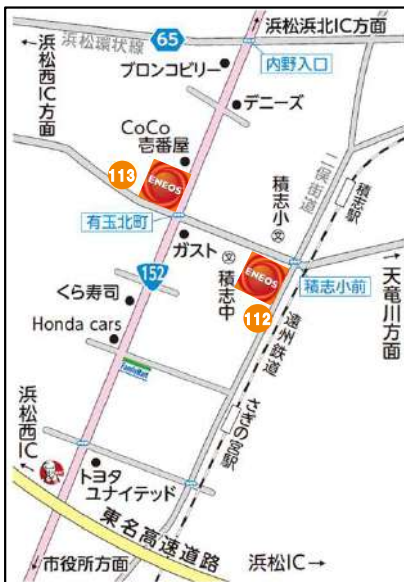 浜松浜北IC方面
65
浜松環状線
浜松西IC方面
内野入口
ブロンコビリー
デニーズ
CoCo
壱番屋
113
ENEOS
二俣街道
積志駅
積志小
文
有玉北町
ガスト
文
積志中
ENEOS
112
積志小前
天竜川方面
152
くら寿司
Honda cars
遠州鉄道
FamilyMart
さぎの宮駅
浜松西IC
トヨタ
ユナイテッド
東名高速道路
市役所方面
浜松IC→